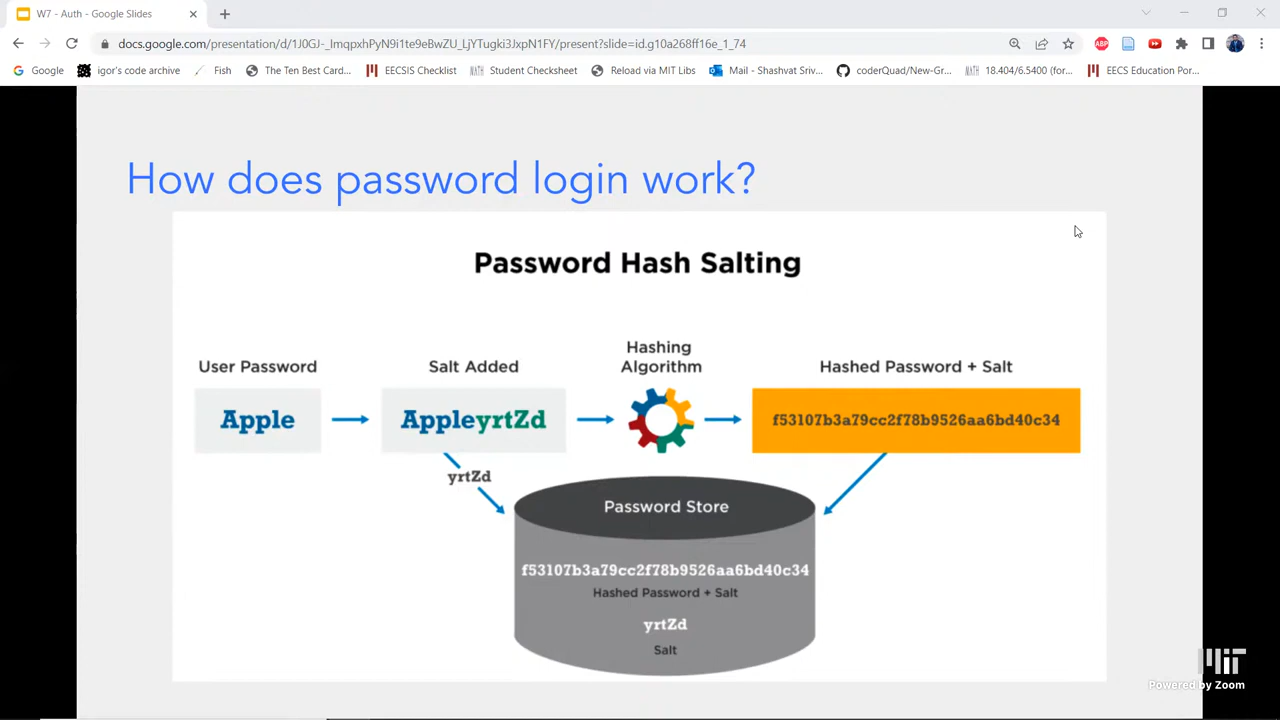 W7 - Auth - Google Slides
docs.google.com/presentation/d/1J0GJ-_ImqpxhPyN9Itte9eBwZU_LjYTugki3JxpN1FY/present?slide=id.g10a268ff16e_1_74
ABP
Google
igor's code archive
Fish
The Ten Best Card...
EECSIS Checklist
Student Checksheet
Reload via MIT Libs
Mail - Shashvat Sriv...
coderQuad/New-Gr...
MATH
18.404/6.5400 (for...
EECS Education Por...
How does password login work?
Password Hash Salting
User Password
Salt Added
Hashing
Algorithm
Hashed Password + Salt
Apple
AppleyrtZd
f53107b3a79cc2f78b9526aa6bd40c34
yrtZd
Password Store
f53107b3a79cc2f78b9526aa6bd40c34
Hashed Password + Salt
yrtZd
Salt
MIT
Powered by Zoom